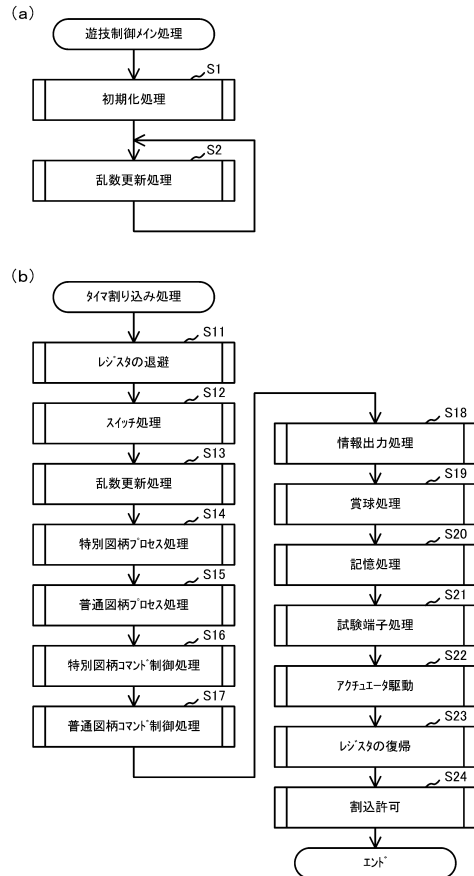 (a)
遊技制御メイン処理
S1
初期化処理
S2
乱数更新処理
(b)
タイマ割り込み処理
S11
レジスタの退避
S12
スイッチ処理
S13
乱数更新処理
S14
特別図柄プロセス処理
S15
普通図柄プロセス処理
S16
特別図柄コマンド制御処理
S17
普通図柄コマンド制御処理
S18
情報出力処理
S19
賞球処理
S20
記憶処理
S21
試験端子処理
S22
アクチュエータ駆動
S23
レジスタの復帰
S24
割込許可
エンド